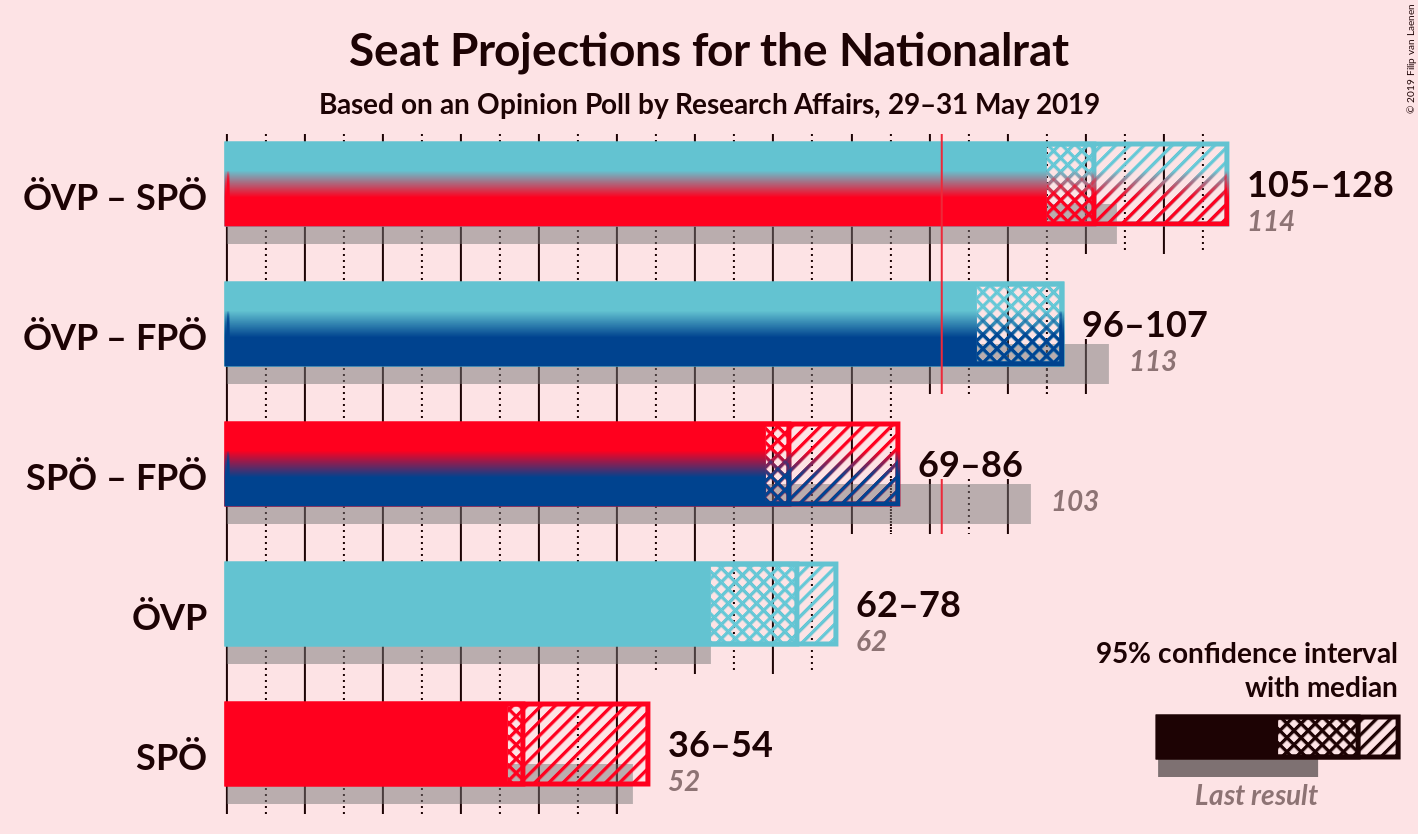 Seat Projections for the Nationalrat
Based on an Opinion Poll by Research Affairs, 29–31 May 2019
© 2019 Filip van Laenen
ÖVP – SPÖ
105–128
114
ÖVP – FPÖ
96–107
113
SPÖ – FPÖ
69–86
103
ÖVP
62–78
62
SPÖ
36–54
52
95% confidence interval
with median
Last result